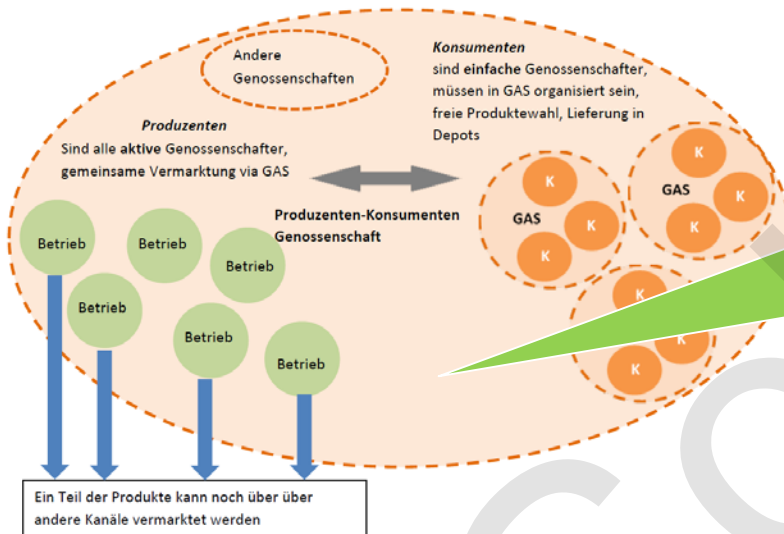 Andere
Genossenschaften
Konsumenten
sind einfache Genossenschafter,
müssen in GAS organisiert sein,
freie Produktewahl, Lieferung in
Depots
Produzenten
Sind alle aktive Genossenschafter,
gemeinsame Vermarktung via GAS
Produzenten-Konsumenten
Genossenschaft
K
K
K
GAS
K
K
K
GAS
K
K
K
Betrieb
Betrieb
Betrieb
Betrieb
Betrieb
Betrieb
Ein Teil der Produkte kann noch über über
andere Kanäle vermarktet werden